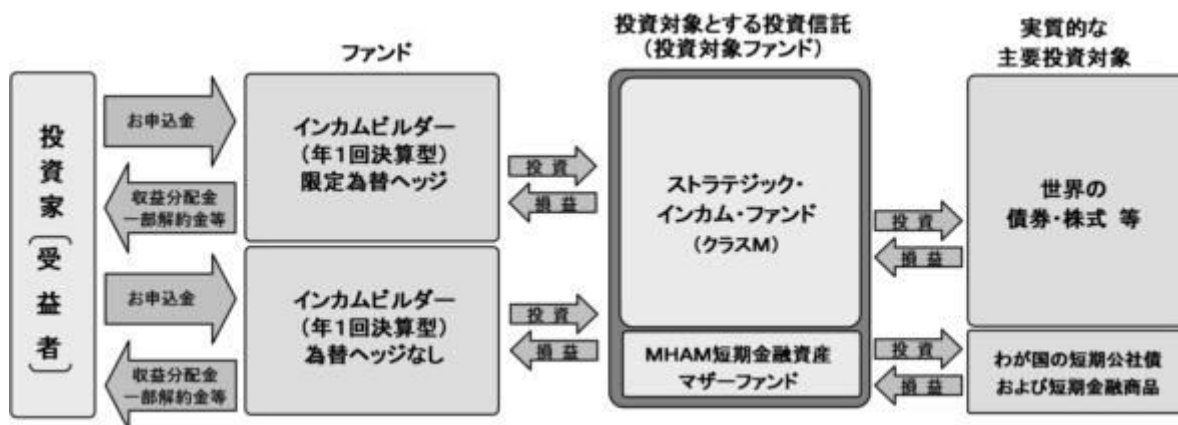 投資家〔受益者〕
お申込金
収益分配金
一部解約金等
お申込金
収益分配金
一部解約金等
ファンド
インカムビルダー
(年1回決算型)
限定為替ヘッジ
インカムビルダー
(年1回決算型)
為替ヘッジなし
投資
損益
投資
損益
投資対象とする投資信託
(投資対象ファンド)
ストラテジック・
インカム・ファンド
(クラスM)
MHAM短期金融資産
マザーファンド
投資
損益
投資
損益
実質的な
主要投資対象
世界の
債券・株式 等
わが国の短期公社債
および短期金融商品